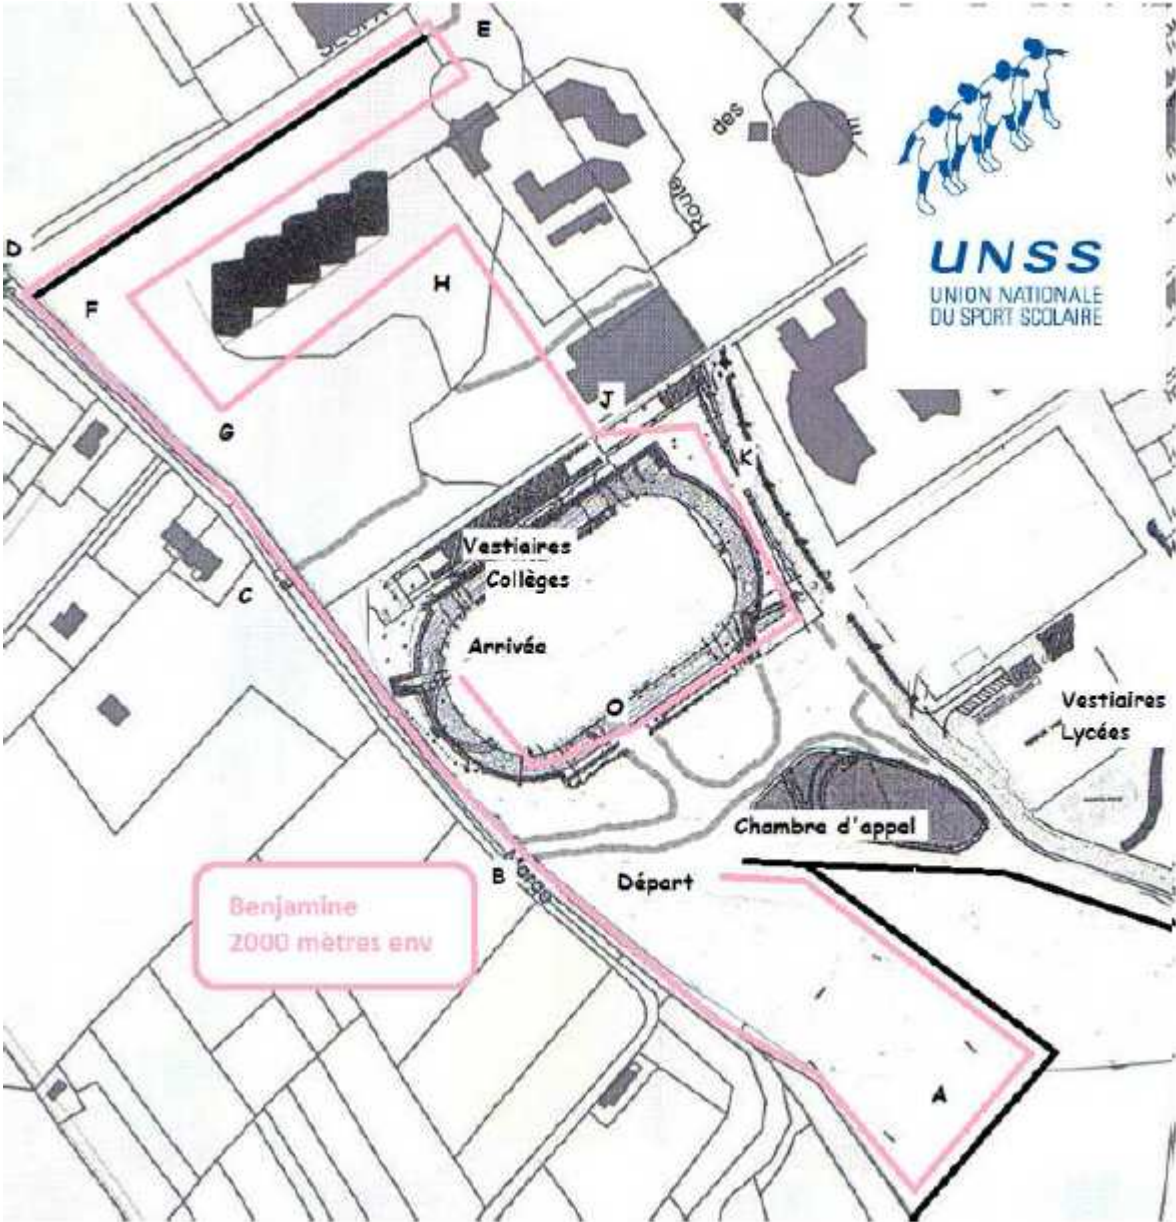 E
des
Route
UNSS
UNION NATIONALE
DU SPORT SCOLAIRE
D
F
H
G
J
K
Vestiaires
Collèges
C
Arrivée
O
Vestiaires
Lycées
Chambre d'appel
B
Départ
Benjamine
2000 mètres env
A